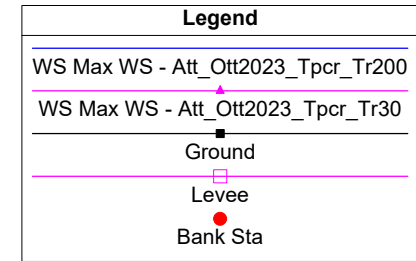 Legend
WS Max WS - Att_Ott2023_Tpcr_Tr200
WS Max WS - Att_Ott2023_Tpcr_Tr30
Ground
Levee
Bank Sta